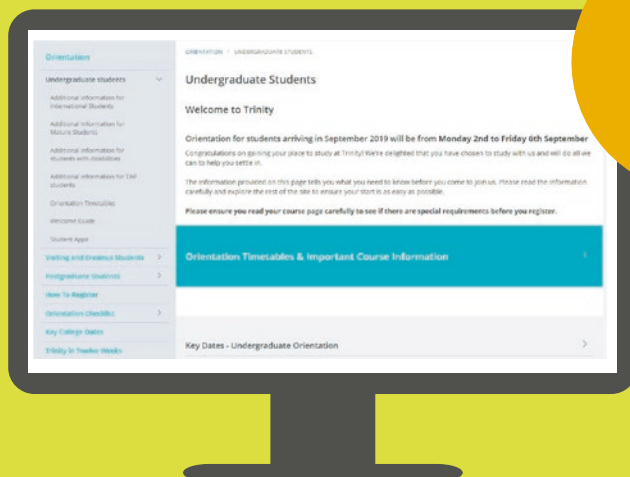 Orientation
Undergraduate students
Additional information for
International Students
Additional information for
Mature Students
Additional information for
students with disabilities
Additional information for TAP
students
Orientation Timetables
Welcome Guide
Student Apps
Visiting and Erasmus Students
Postgraduate Students
How To Register
Orientation Checklist
Key College Dates
Trinity in Twelve Weeks
ORIENTATION / UNDERGRADUATE STUDENTS
Undergraduate Students
Welcome to Trinity
Orientation for students arriving in September 2019 will be from Monday 2nd to Friday 6th September
Congratulations on gaining your place to study at Trinity! We're delighted that you have chosen to study with us and will do all we
can to help you settle in.
The information provided on this page tells you what you need to know before you come to join us. Please read the information
carefully and explore the rest of the site to ensure your start is as easy as possible.
Please ensure you read your course page carefully to see if there are special requirements before you register.
Orientation Timetables & Important Course Information
Key Dates - Undergraduate Orientation